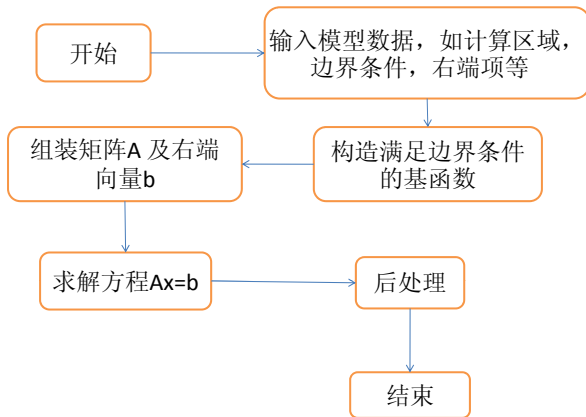 开始
输入模型数据，如计算区域，
边界条件，右端项等
构造满足边界条件
的基函数
组装矩阵A 及右端
向量b
求解方程Ax=b
后处理
结束